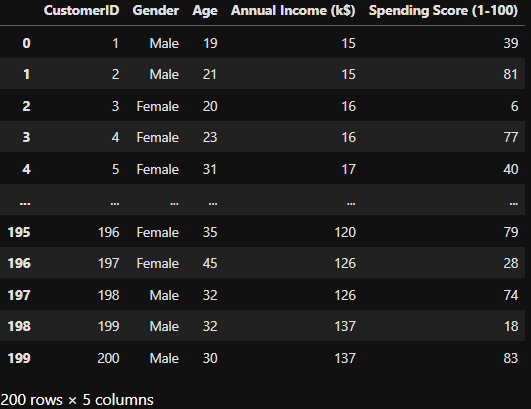 CustomerID Gender Age Annual Income (k$) Spending Score (1-100)
0 1 Male 19 15 39
1 2 Male 21 15 81
2 3 Female 20 16 6
3 4 Female 23 16 77
4 5 Female 31 17 40
... ... ... ... ... ...
195 196 Female 35 120 79
196 197 Female 45 126 28
197 198 Male 32 126 74
198 199 Male 32 137 18
199 200 Male 30 137 83
200 rows × 5 columns